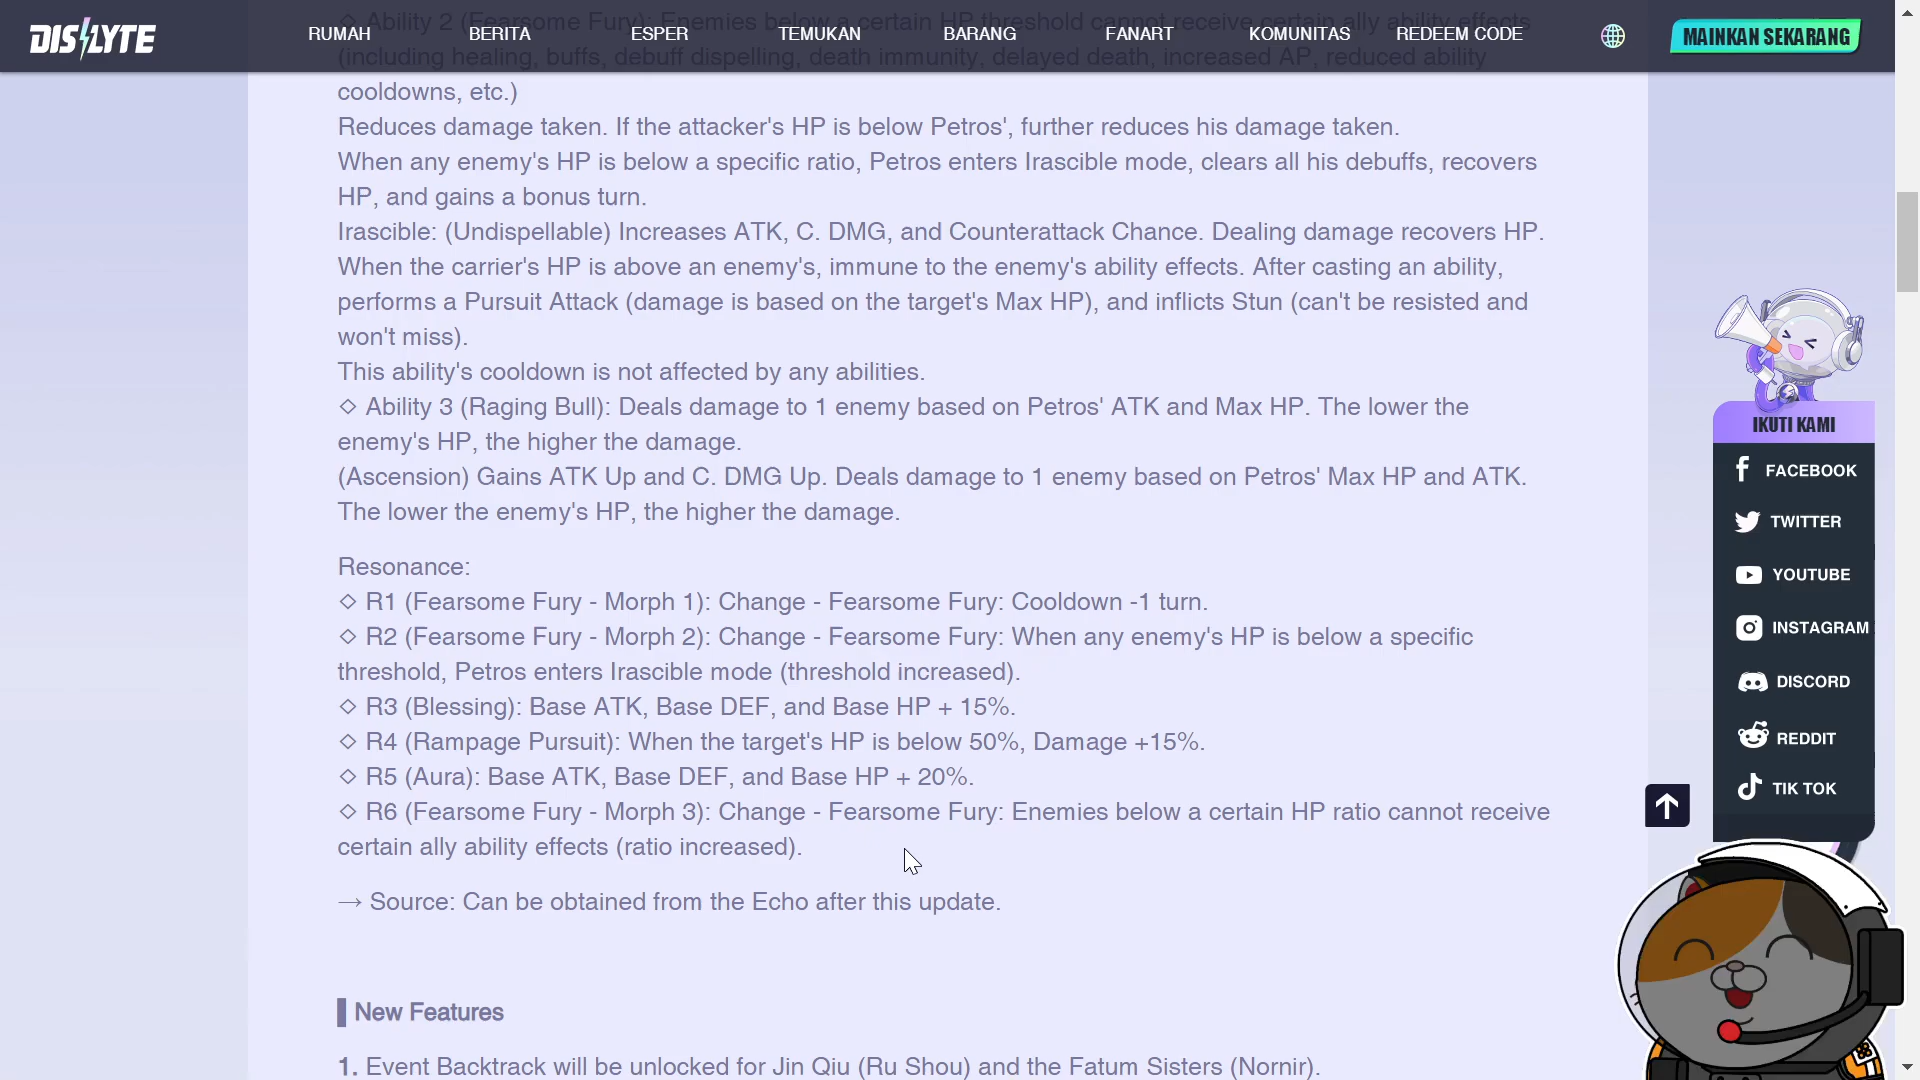 DISLYTE
RUMAH BERITA ESPER TEMUKAN BARANG FANART KOMUNITAS REDEEM CODE MAINKAN SEKARANG
◇ Ability 2 (Fearsome Fury): Enemies below a certain HP threshold cannot receive certain ally ability effects
(including healing, buffs, debuff dispelling, death immunity, delayed death, increased AP, reduced ability
cooldowns, etc.)
Reduces damage taken. If the attacker's HP is below Petros', further reduces his damage taken.
When any enemy's HP is below a specific ratio, Petros enters Irascible mode, clears all his debuffs, recovers
HP, and gains a bonus turn.
Irascible: (Undispellable) Increases ATK, C. DMG, and Counterattack Chance. Dealing damage recovers HP.
When the carrier's HP is above an enemy's, immune to the enemy's ability effects. After casting an ability,
performs a Pursuit Attack (damage is based on the target's Max HP), and inflicts Stun (can't be resisted and
won't miss).
This ability's cooldown is not affected by any abilities.
◇ Ability 3 (Raging Bull): Deals damage to 1 enemy based on Petros' ATK and Max HP. The lower the
enemy's HP, the higher the damage.
(Ascension) Gains ATK Up and C. DMG Up. Deals damage to 1 enemy based on Petros' Max HP and ATK.
The lower the enemy's HP, the higher the damage.
Resonance:
◇ R1 (Fearsome Fury - Morph 1): Change - Fearsome Fury: Cooldown -1 turn.
◇ R2 (Fearsome Fury - Morph 2): Change - Fearsome Fury: When any enemy's HP is below a specific
threshold, Petros enters Irascible mode (threshold increased).
◇ R3 (Blessing): Base ATK, Base DEF, and Base HP + 15%.
◇ R4 (Rampage Pursuit): When the target's HP is below 50%, Damage +15%.
◇ R5 (Aura): Base ATK, Base DEF, and Base HP + 20%.
◇ R6 (Fearsome Fury - Morph 3): Change - Fearsome Fury: Enemies below a certain HP ratio cannot receive
certain ally ability effects (ratio increased).
→ Source: Can be obtained from the Echo after this update.
New Features
1. Event Backtrack will be unlocked for Jin Qiu (Ru Shou) and the Fatum Sisters (Nornir).
IKUTI KAMI
FACEBOOK
TWITTER
YOUTUBE
INSTAGRAM
DISCORD
REDDIT
TIK TOK